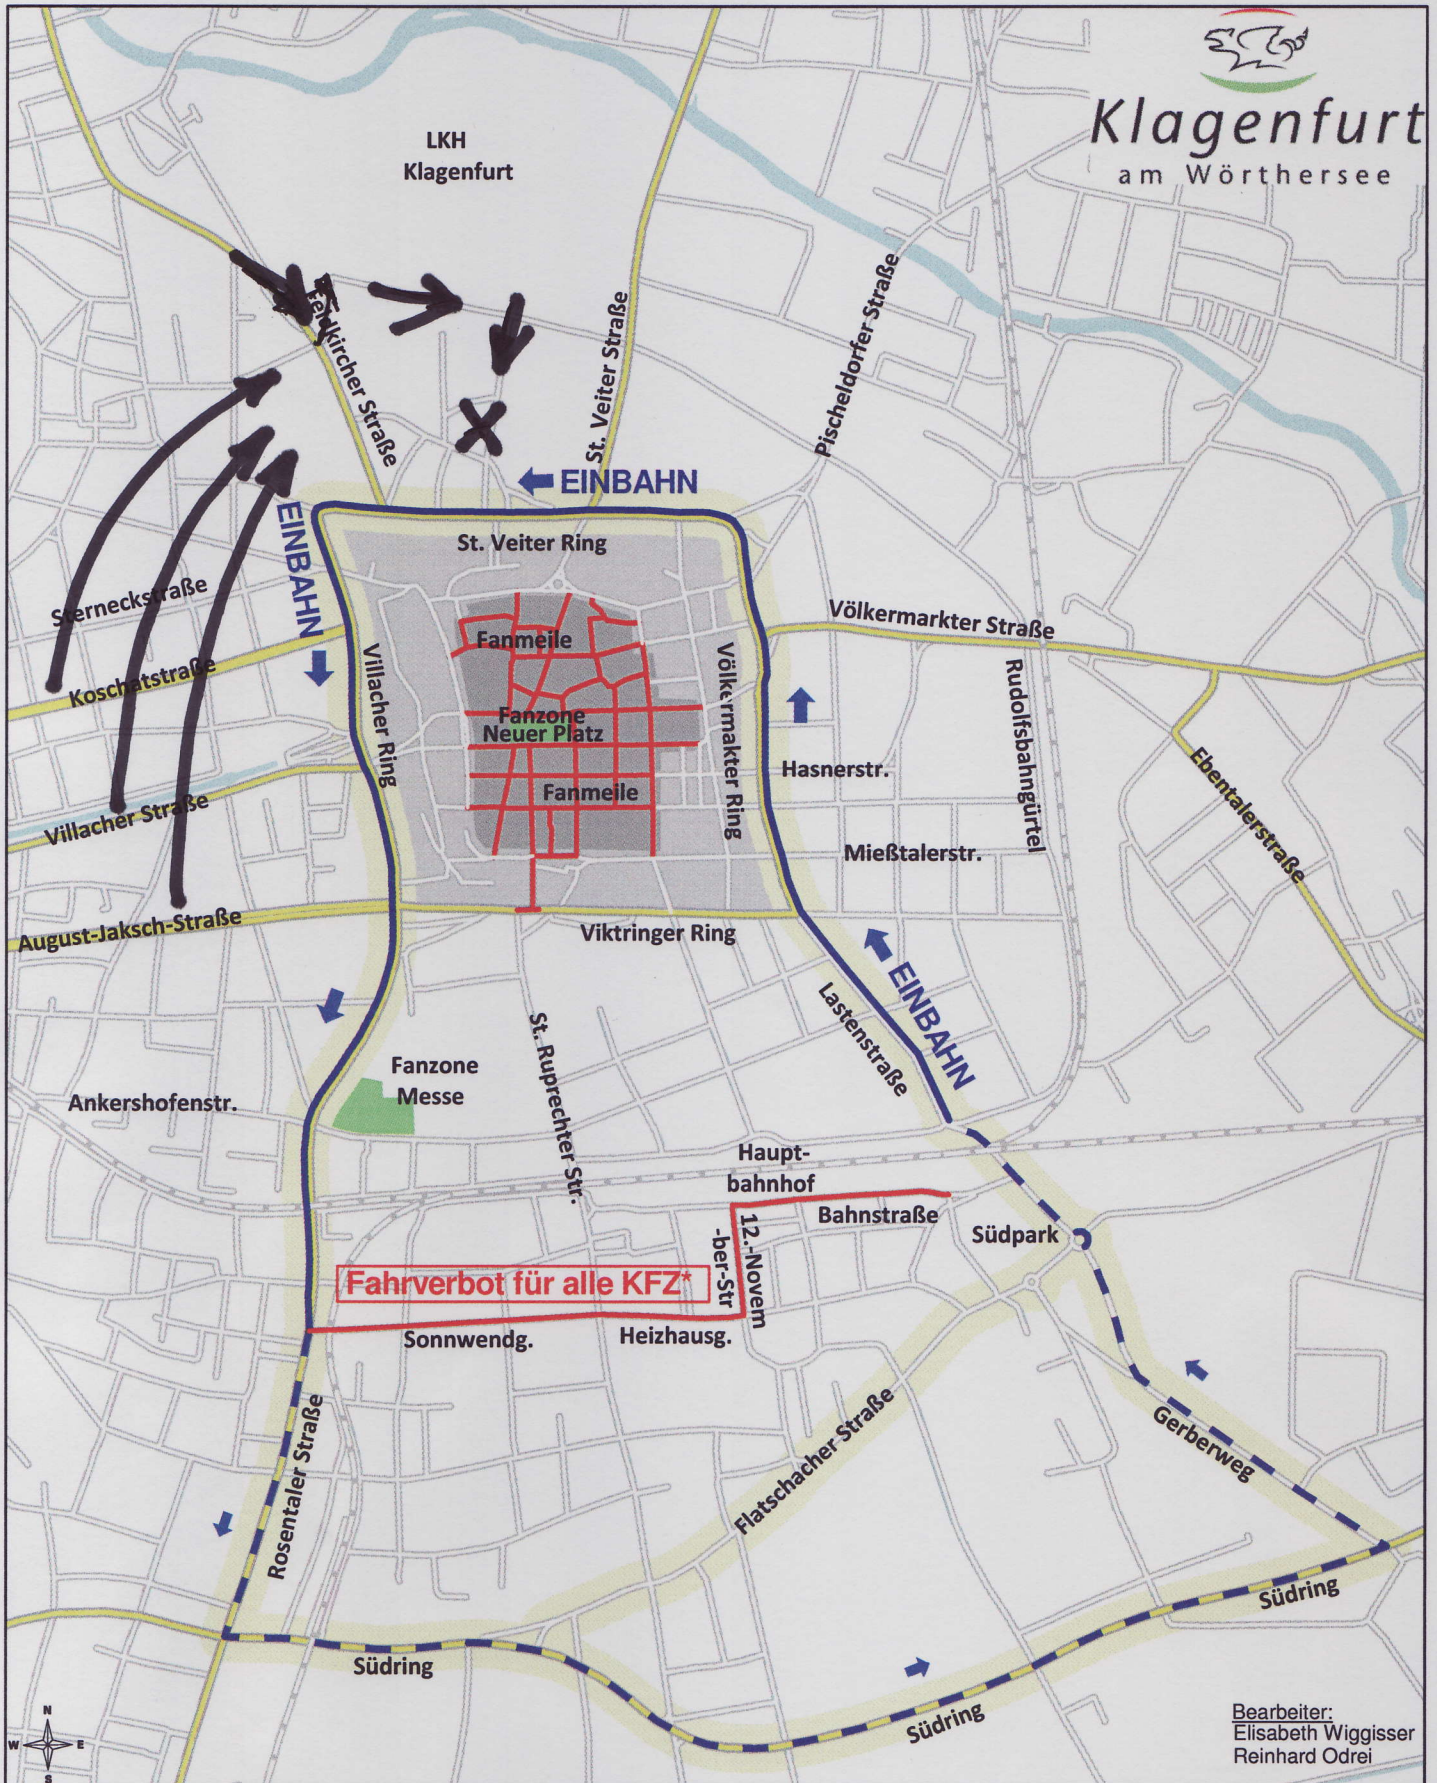 Klagenfurt
am Wörthersee
LKH
Klagenfurt
Feldkircher Straße
St. Veiter Straße
Pischeldorfer Straße
EINBAHN
EINBAHN
St. Veiter Ring
Sterneckstraße
Koschatstraße
Villacher Straße
August-Jaksch-Straße
Villacher Ring
Fanmeile
Fanzone
Neuer Platz
Fanmeile
Völkermakter Ring
Völkermarkter Straße
Rudolfsbahngürtel
Hasnerstr.
Mießtalerstr.
Ebentalerstraße
Viktringer Ring
EINBAHN
Lastenstraße
St. Ruprechter Str.
Fanzone
Messe
Ankershofenstr.
Haupt-
bahnhof
Bahnstraße
Südpark
12.-Novem
-ber-Str
Fahrverbot für alle KFZ*
Sonnwendg.
Heizhausg.
Rosentaler Straße
Flatschacher Straße
Gerberweg
Südring
Südring
Südring
N
W E
S
Bearbeiter:
Elisabeth Wiggisser
Reinhard Odrei